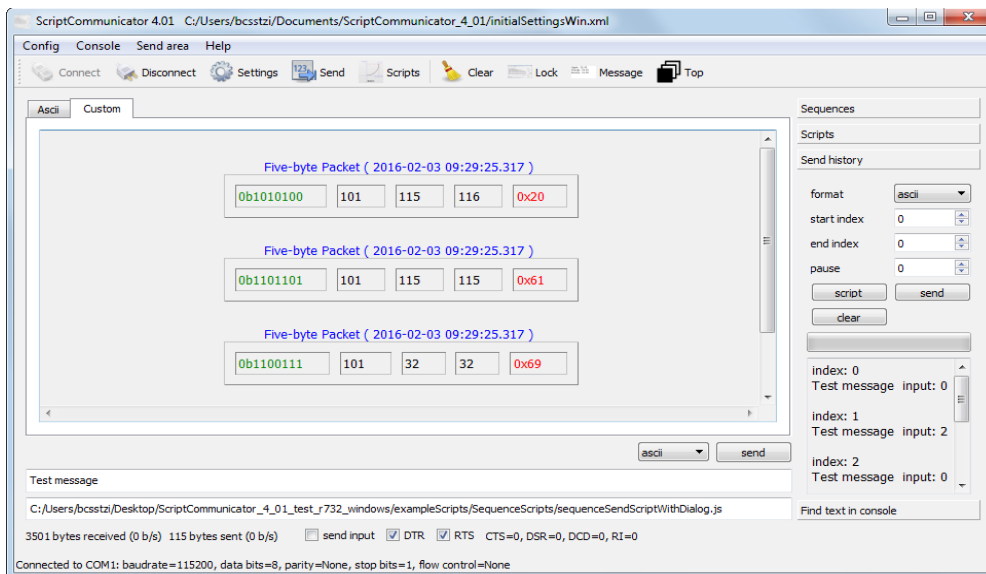 ScriptCommunicator 4.01 C:/Users/bcsstzi/Documents/ScriptCommunicator_4_01/initialSettingsWin.xml
Config Console Send area Help
Connect Disconnect Settings 123 Send Scripts Clear Lock Message Top
Ascii Custom
Five-byte Packet ( 2016-02-03 09:29:25.317 )
0b1010100 101 115 116 0x20
Five-byte Packet ( 2016-02-03 09:29:25.317 )
0b1101101 101 115 115 0x61
Five-byte Packet ( 2016-02-03 09:29:25.317 )
0b1100111 101 32 32 0x69
ascii send
Test message
C:/Users/bcsstzi/Desktop/ScriptCommunicator_4_01_test_r732_windows/exampleScripts/SequenceScripts/sequenceSendScriptWithDialog.js
3501 bytes received (0 b/s) 115 bytes sent (0 b/s) send input DTR RTS CTS=0, DSR=0, DCD=0, RI=0
Connected to COM1: baudrate=115200, data bits=8, parity=None, stop bits=1, flow control=None
Sequences
Scripts
Send history
format ascii
start index 0
end index 0
pause 0
script send
clear
index: 0
Test message input: 0
index: 1
Test message input: 2
index: 2
Test message input: 0
Find text in console